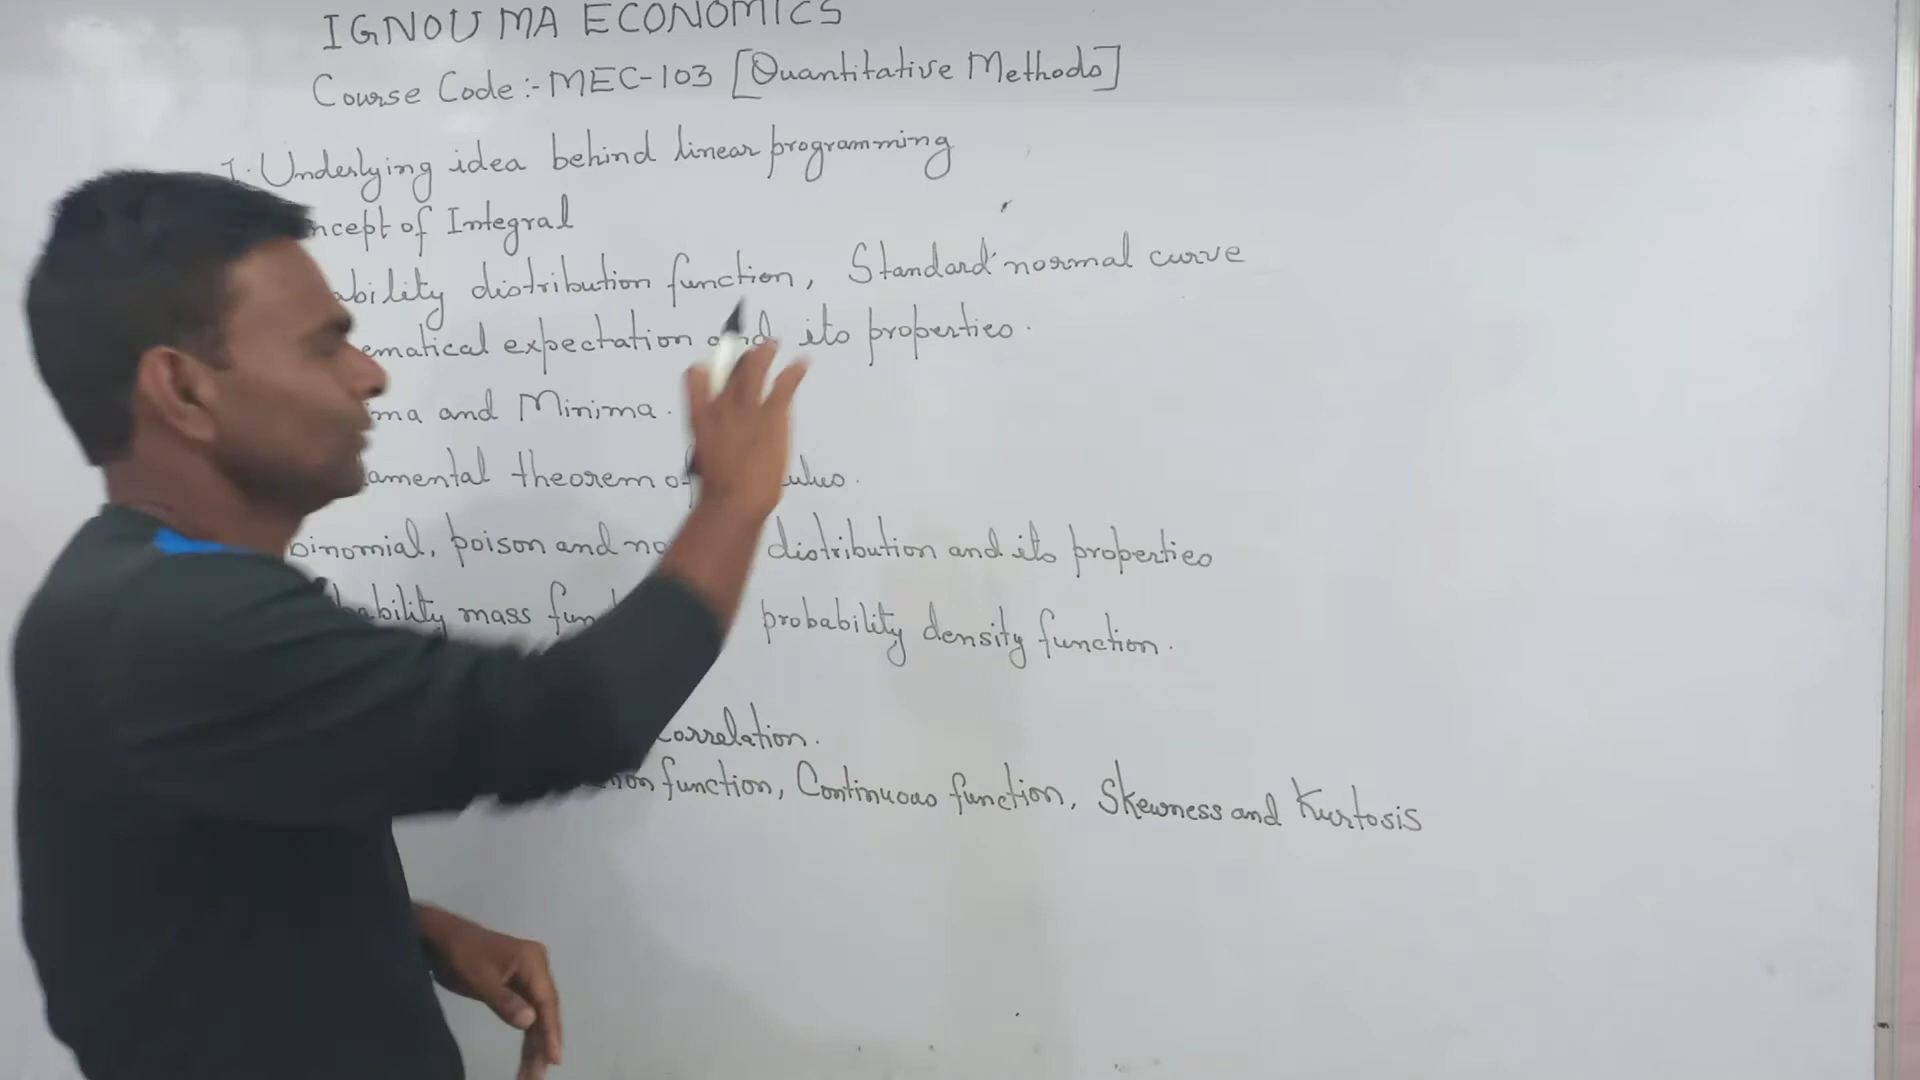 IGNOU MA ECONOMICS
Course Code :- MEC-103 [Quantitative Methods]
1. Underlying idea behind linear programming
ncept of Integral
ability distribution function, Standard normal curve
ematical expectation and its properties.
ima and Minima.
amental theorem of ulus.
binomial, poison and no distribution and its properties
bability mass fun probability density function.
Correlation.
ion function, Continuous function, Skewness and Kurtosis